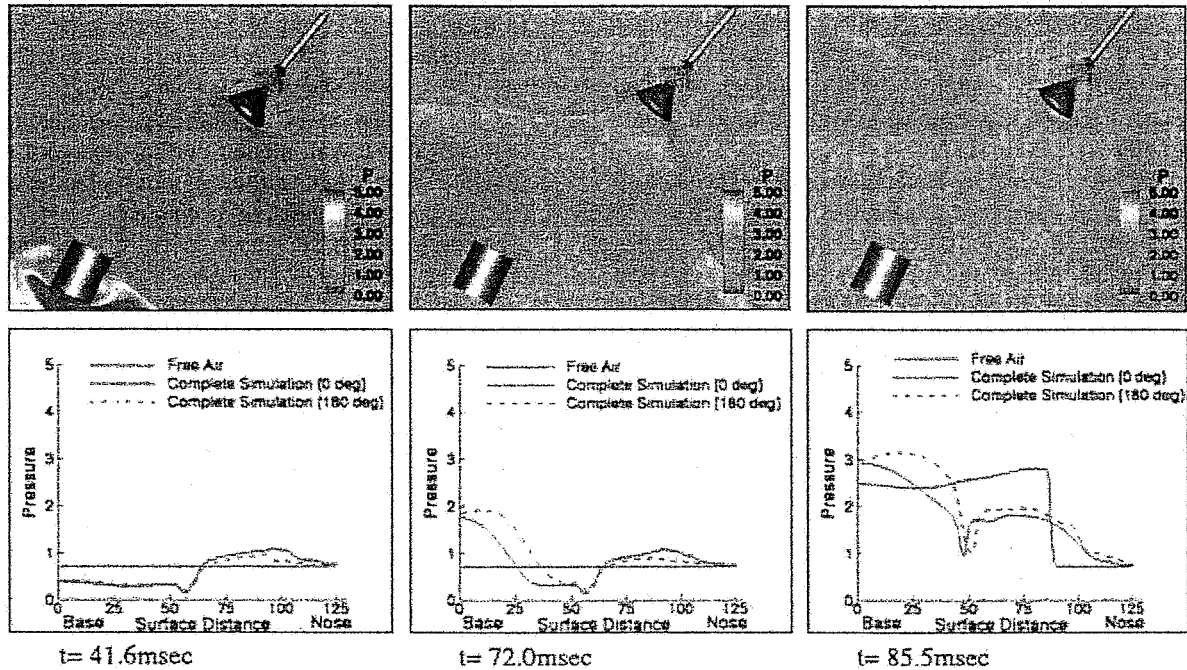 P
5.00
4.00
3.00
2.00
1.00
0.00
P
5.00
4.00
3.00
2.00
1.00
0.00
P
5.00
4.00
3.00
2.00
1.00
0.00
Free Air
Complete Simulation [0 deg]
Complete Simulation [180 deg]
5
4
3
2
1
0
Pressure
0 25 50 75 100 125
Base Surface Distance Nose
Free Air
Complete Simulation [0 deg]
Complete Simulation [180 deg]
5
4
3
2
1
0
Pressure
0 25 50 75 100 125
Base Surface Distance Nose
Free Air
Complete Simulation [0 deg]
Complete Simulation [180 deg]
5
4
3
2
1
0
Pressure
0 25 50 75 100 125
Base Surface Distance Nose
t= 41.6msec
t= 72.0msec
t= 85.5msec